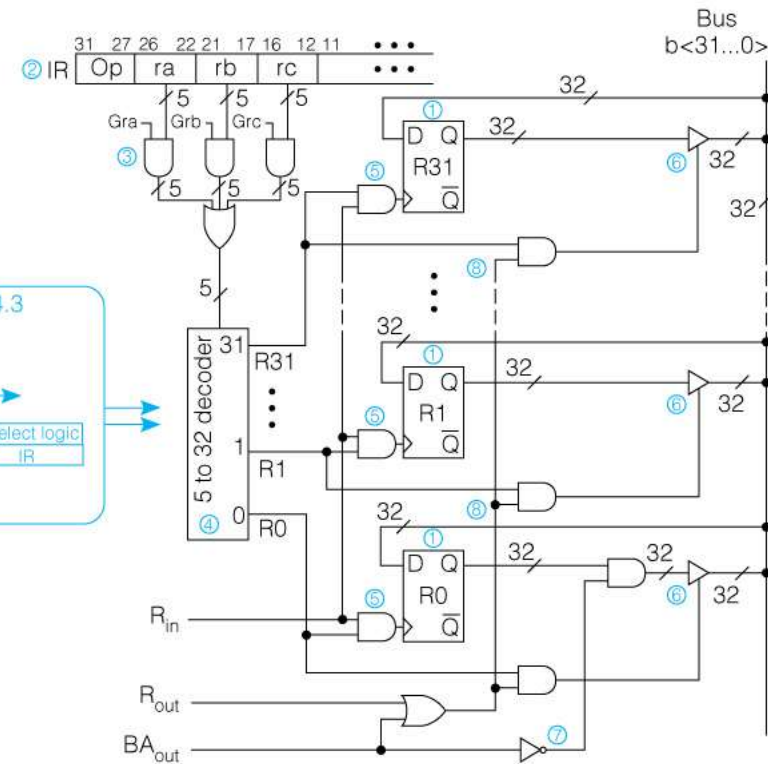 Bus
b<31...0>
31 27 26 22 21 17 16 12 11 •••
② IR Op ra rb rc •••
5 5 5
Gra Grb Grc
③
5 5 5
5
32
① D Q 32
R31
Q
⑤ ⑥ 32
32
⑧
4.3
elect logic
IR
5 to 32 decoder
④
31 R31
1 R1
0 R0
32
① D Q 32
R1
Q
⑤ ⑥ 32
⑧
32
① D Q 32 32
R0
Q
⑤ ⑥ 32
Rin
Rout
BAout ⑦